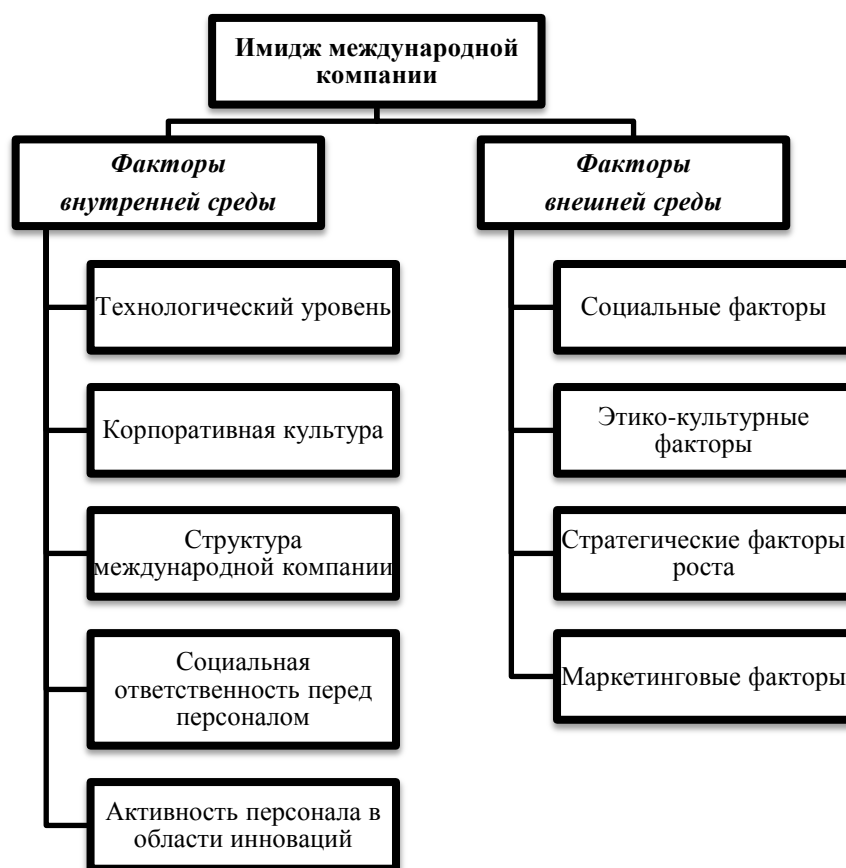 Имидж международной
компании
Факторы
внутренней среды
Технологический уровень
Корпоративная культура
Структура
международной компании
Социальная
ответственность перед
персоналом
Активность персонала в
области инноваций
Факторы
внешней среды
Социальные факторы
Этико-культурные
факторы
Стратегические факторы
роста
Маркетинговые факторы